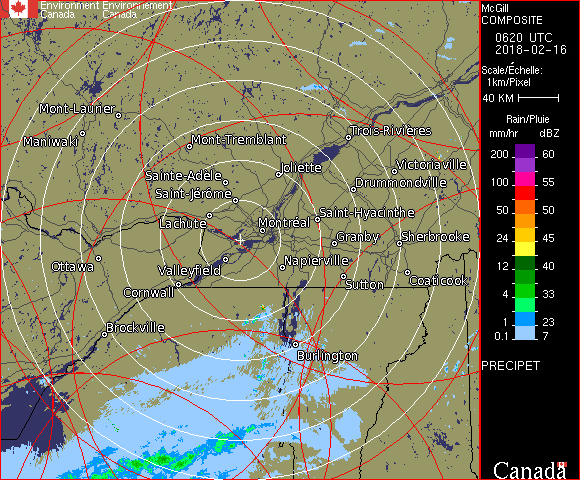 Environment Environnement
Canada Canada
McGill
COMPOSITE
0620 UTC
2018-02-16
Scale/Échelle:
1km/Pixel
40 KM
Rain/Pluie
mm/hr dBZ
200 60
150 57
100 55
50 50
24 45
12 40
4 33
1 23
0.1 7
PRECIPET
Mont-Laurier
Maniwaki
Mont-Tremblant
Trois-Rivières
Joliette
Victoriaville
Sainte-Adèle
Drummondville
Saint-Jérôme
Lachute
Montréal
Saint-Hyacinthe
Granby
Sherbrooke
Ottawa
Valleyfield
Napierville
Cornwall
Sutton
Coaticook
Brockville
Burlington
Canada